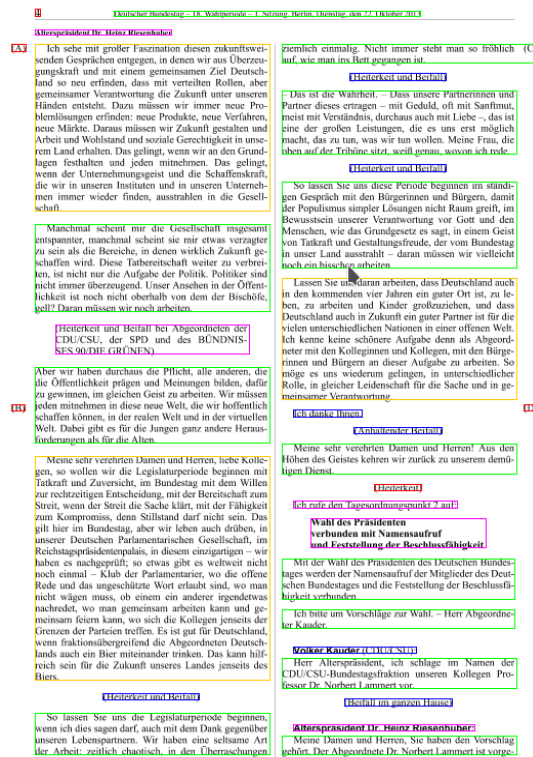 4
Deutscher Bundestag – 18. Wahlperiode – 1. Sitzung. Berlin, Dienstag, den 22. Oktober 2013
Alterspräsident Dr. Heinz Riesenhuber
(A)
Ich sehe mit großer Faszination diesen zukunftswei-
senden Gesprächen entgegen, in denen wir aus Überzeu-
gungskraft und mit einem gemeinsamen Ziel Deutsch-
land so neu erfinden, dass mit verteilten Rollen, aber
gemeinsamer Verantwortung die Zukunft unter unseren
Händen entsteht. Dazu müssen wir immer neue Pro-
blemlösungen erfinden: neue Produkte, neue Verfahren,
neue Märkte. Daraus müssen wir Zukunft gestalten und
Arbeit und Wohlstand und soziale Gerechtigkeit in unse-
rem Land erhalten. Das gelingt, wenn wir an den Grund-
lagen festhalten und jeden mitnehmen. Das gelingt,
wenn der Unternehmungsgeist und die Schaffenskraft,
die wir in unseren Instituten und in unseren Unterneh-
men immer wieder finden, ausstrahlen in die Gesell-
schaft.
Manchmal scheint mir die Gesellschaft insgesamt
entspannter, manchmal scheint sie mir etwas verzagter
zu sein als die Bereiche, in denen wirklich Zukunft ge-
schaffen wird. Diese Tatbereitschaft weiter zu verbrei-
ten, ist nicht nur die Aufgabe der Politik. Politiker sind
nicht immer überzeugend. Unser Ansehen in der Öffent-
lichkeit ist noch nicht oberhalb von dem der Bischöfe,
gell? Daran müssen wir noch arbeiten.
(Heiterkeit und Beifall bei Abgeordneten der
CDU/CSU, der SPD und des BÜNDNIS-
SES 90/DIE GRÜNEN)
Aber wir haben durchaus die Pflicht, alle anderen, die
die Öffentlichkeit prägen und Meinungen bilden, dafür
zu gewinnen, im gleichen Geist zu arbeiten. Wir müssen
(B)
jeden mitnehmen in diese neue Welt, die wir hoffentlich
schaffen können, in der realen Welt und in der virtuellen
Welt. Dabei gibt es für die Jungen ganz andere Heraus-
forderungen als für die Alten.
Meine sehr verehrten Damen und Herren, liebe Kolle-
gen, so wollen wir die Legislaturperiode beginnen mit
Tatkraft und Zuversicht, im Bundestag mit dem Willen
zur rechtzeitigen Entscheidung, mit der Bereitschaft zum
Streit, wenn der Streit die Sache klärt, mit der Fähigkeit
zum Kompromiss, denn Stillstand darf nicht sein. Das
gilt hier im Bundestag, aber wir leben auch drüben, in
unserer Deutschen Parlamentarischen Gesellschaft, im
Reichstagspräsidentenpalais, in diesem einzigartigen – wir
haben es nachgeprüft; so etwas gibt es weltweit nicht
noch einmal – Klub der Parlamentarier, wo die offene
Rede und das ungeschützte Wort erlaubt sind, wo man
nicht wägen muss, ob einem ein anderer irgendetwas
nachredet, wo man gemeinsam arbeiten kann und ge-
meinsam feiern kann, wo sich die Kollegen jenseits der
Grenzen der Parteien treffen. Es ist gut für Deutschland,
wenn fraktionsübergreifend die Abgeordneten Deutsch-
lands auch ein Bier miteinander trinken. Das kann hilf-
reich sein für die Zukunft unseres Landes jenseits des
Biers.
(Heiterkeit und Beifall)
So lassen Sie uns die Legislaturperiode beginnen,
wenn ich dies sagen darf, auch mit dem Dank gegenüber
unseren Lebenspartnern. Wir haben eine seltsame Art
der Arbeit: zeitlich chaotisch, in den Überraschungen
ziemlich einmalig. Nicht immer steht man so fröhlich
auf, wie man ins Bett gegangen ist.
(Heiterkeit und Beifall)
– Das ist die Wahrheit. – Dass unsere Partnerinnen und
Partner dieses ertragen – mit Geduld, oft mit Sanftmut,
meist mit Verständnis, durchaus auch mit Liebe –, das ist
eine der großen Leistungen, die es uns erst möglich
macht, das zu tun, was wir tun wollen. Meine Frau, die
oben auf der Tribüne sitzt, weiß genau, wovon ich rede.
(Heiterkeit und Beifall)
So lassen Sie uns diese Periode beginnen im ständi-
gen Gespräch mit den Bürgerinnen und Bürgern, damit
der Populismus simpler Lösungen nicht Raum greift, im
Bewusstsein unserer Verantwortung vor Gott und den
Menschen, wie das Grundgesetz es sagt, in einem Geist
von Tatkraft und Gestaltungsfreude, der vom Bundestag
in unser Land ausstrahlt – daran müssen wir vielleicht
noch ein bisschen arbeiten.
Lassen Sie uns daran arbeiten, dass Deutschland auch
in den kommenden vier Jahren ein guter Ort ist, zu le-
ben, zu arbeiten und Kinder großzuziehen, und dass
Deutschland auch in Zukunft ein guter Partner ist für die
vielen unterschiedlichen Nationen in einer offenen Welt.
Ich kenne keine schönere Aufgabe denn als Abgeord-
neter mit den Kolleginnen und Kollegen, mit den Bürge-
rinnen und Bürgern an dieser Aufgabe zu arbeiten. So
möge es uns wiederum gelingen, in unterschiedlicher
Rolle, in gleicher Leidenschaft für die Sache und in ge-
meinsamer Verantwortung.
Ich danke Ihnen.
(Anhaltender Beifall)
Meine sehr verehrten Damen und Herren! Aus den
Höhen des Geistes kehren wir zurück zu unserem demü-
tigen Dienst.
(Heiterkeit)
Ich rufe den Tagesordnungspunkt 2 auf:
Wahl des Präsidenten
verbunden mit Namensaufruf
und Feststellung der Beschlussfähigkeit
Mit der Wahl des Präsidenten des Deutschen Bundes-
tages werden der Namensaufruf der Mitglieder des Deut-
schen Bundestages und die Feststellung der Beschlussfä-
higkeit verbunden.
Ich bitte um Vorschläge zur Wahl. – Herr Abgeordne-
ter Kauder.
Volker Kauder (CDU/CSU):
Herr Alterspräsident, ich schlage im Namen der
CDU/CSU-Bundestagsfraktion unseren Kollegen Pro-
fessor Dr. Norbert Lammert vor.
(Beifall im ganzen Hause)
Alterspräsident Dr. Heinz Riesenhuber:
Meine Damen und Herren, Sie haben den Vorschlag
gehört. Der Abgeordnete Dr. Norbert Lammert ist vorge-